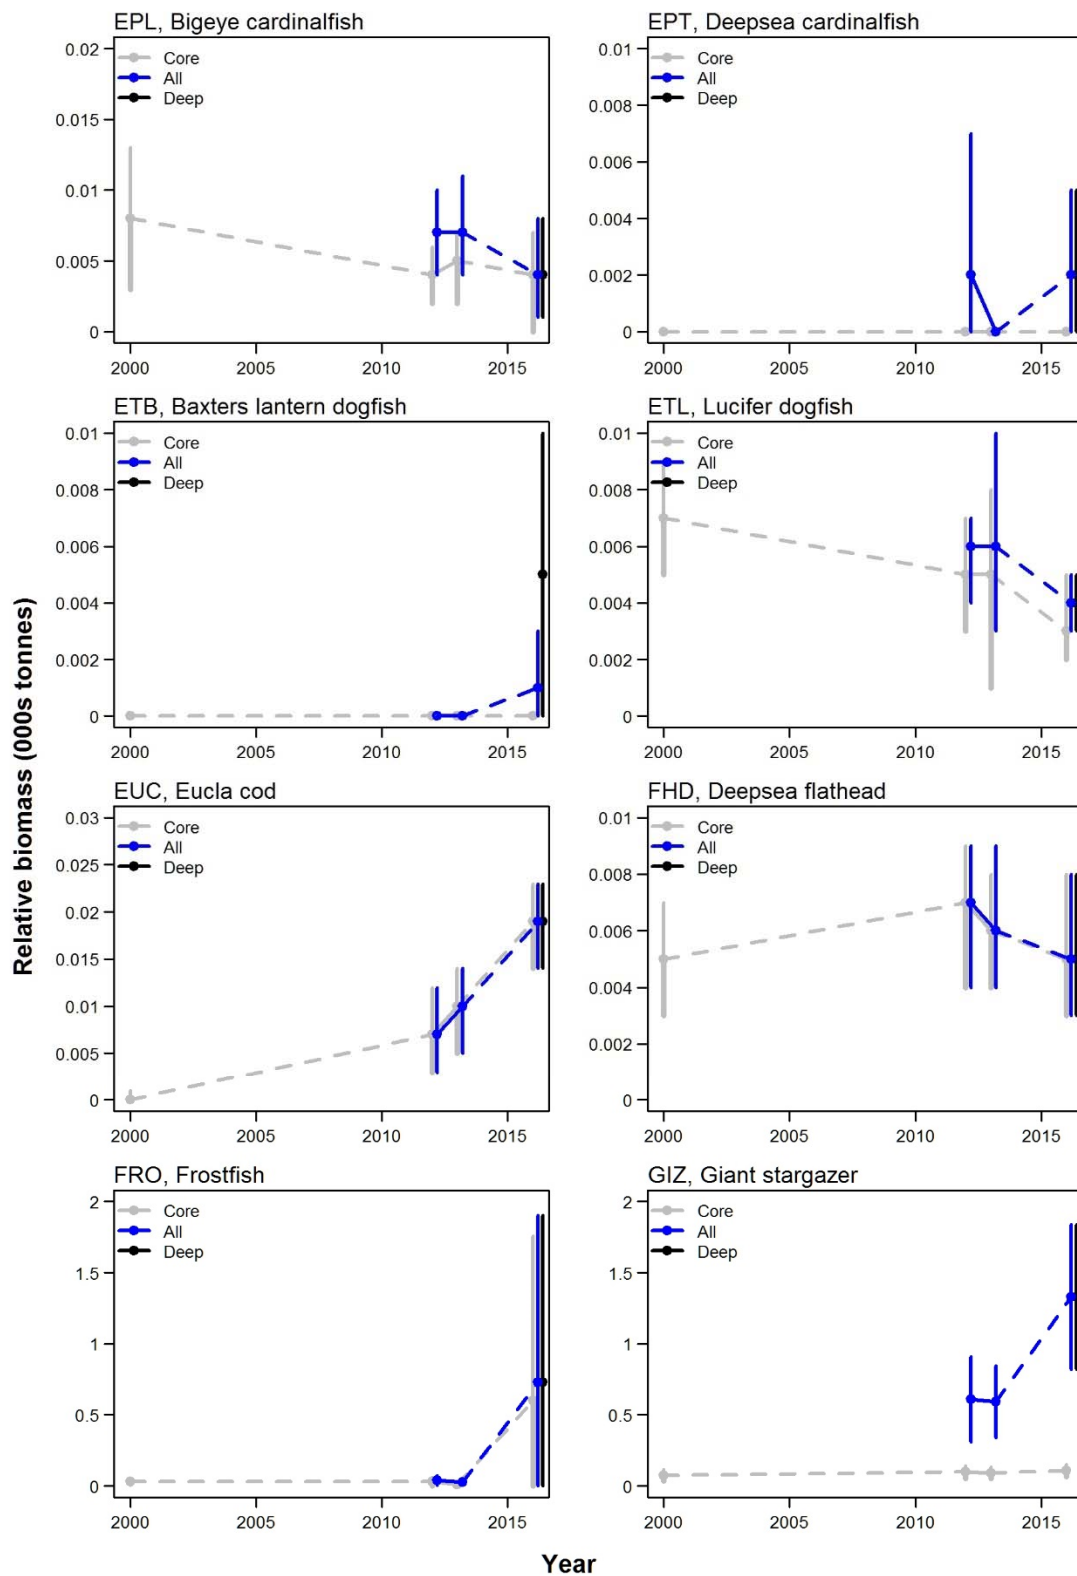 EPL, Bigeye cardinalfish
0.02
0.015
0.01
0.005
0
Core
All
Deep
2000
2005
2010
2015
EPT, Deepsea cardinalfish
0.01
0.008
0.006
0.004
0.002
0
Core
All
Deep
2000
2005
2010
2015
ETB, Baxters lantern dogfish
0.01
0.008
0.006
0.004
0.002
0
Core
All
Deep
2000
2005
2010
2015
ETL, Lucifer dogfish
0.01
0.008
0.006
0.004
0.002
0
Core
All
Deep
2000
2005
2010
2015
EUC, Eucla cod
0.03
0.025
0.02
0.015
0.01
0.005
0
Core
All
Deep
2000
2005
2010
2015
FHD, Deepsea flathead
0.01
0.008
0.006
0.004
0.002
0
Core
All
Deep
2000
2005
2010
2015
FRO, Frostfish
2
1.5
1
0.5
0
Core
All
Deep
2000
2005
2010
2015
GIZ, Giant stargazer
2
1.5
1
0.5
0
Core
All
Deep
2000
2005
2010
2015
Relative biomass (000s tonnes)
Year